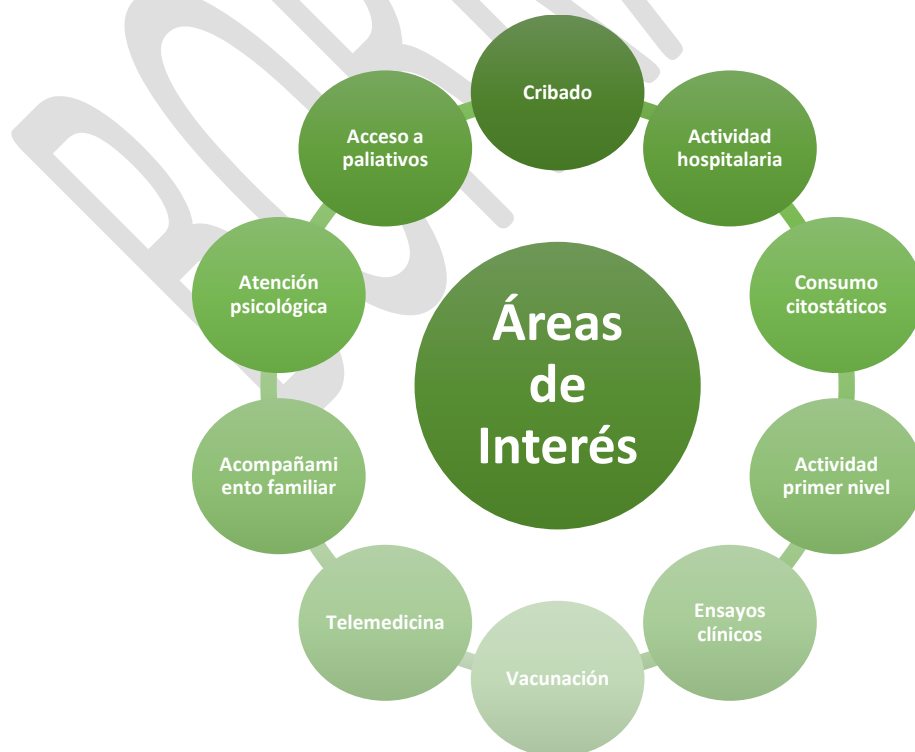 Cribado
Actividad
hospitalaria
Consumo
citostáticos
Actividad
primer nivel
Ensayos
clínicos
Vacunación
Telemedicina
Acompañami
ento familiar
Atención
psicológica
Acceso a
paliativos
Áreas
de
Interés